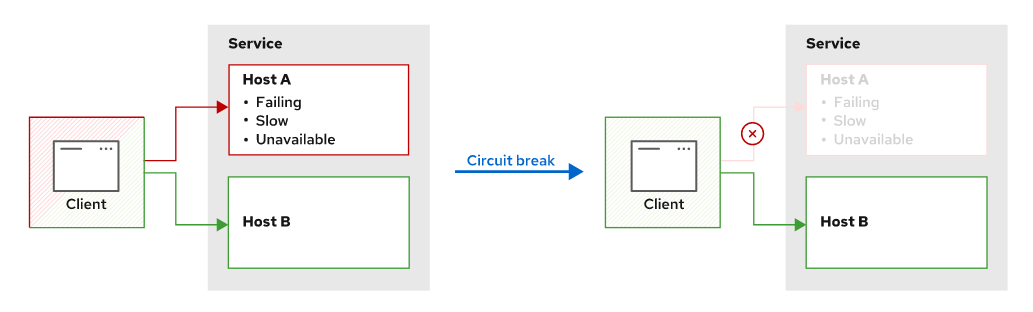 Service
Host A
• Failing
• Slow
• Unavailable
Client
Host B
Circuit break
Service
Host A
• Failing
• Slow
• Unavailable
Client
Host B